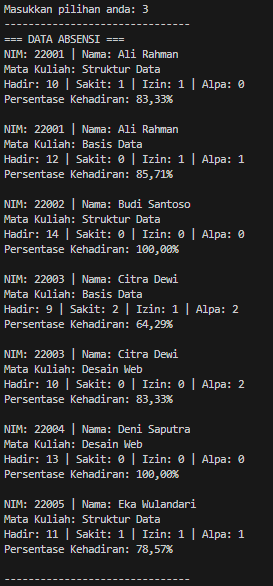 Masukkan pilihan anda: 3
-------------------------------
=== DATA ABSENSI ===
NIM: 22001 | Nama: Ali Rahman
Mata Kuliah: Struktur Data
Hadir: 10 | Sakit: 1 | Izin: 1 | Alpa: 0
Persentase Kehadiran: 83,33%

NIM: 22001 | Nama: Ali Rahman
Mata Kuliah: Basis Data
Hadir: 12 | Sakit: 0 | Izin: 1 | Alpa: 1
Persentase Kehadiran: 85,71%

NIM: 22002 | Nama: Budi Santoso
Mata Kuliah: Struktur Data
Hadir: 14 | Sakit: 0 | Izin: 0 | Alpa: 0
Persentase Kehadiran: 100,00%

NIM: 22003 | Nama: Citra Dewi
Mata Kuliah: Basis Data
Hadir: 9 | Sakit: 2 | Izin: 1 | Alpa: 2
Persentase Kehadiran: 64,29%

NIM: 22003 | Nama: Citra Dewi
Mata Kuliah: Desain Web
Hadir: 10 | Sakit: 0 | Izin: 0 | Alpa: 2
Persentase Kehadiran: 83,33%

NIM: 22004 | Nama: Deni Saputra
Mata Kuliah: Desain Web
Hadir: 13 | Sakit: 0 | Izin: 0 | Alpa: 0
Persentase Kehadiran: 100,00%

NIM: 22005 | Nama: Eka Wulandari
Mata Kuliah: Struktur Data
Hadir: 11 | Sakit: 1 | Izin: 1 | Alpa: 1
Persentase Kehadiran: 78,57%

-------------------------------